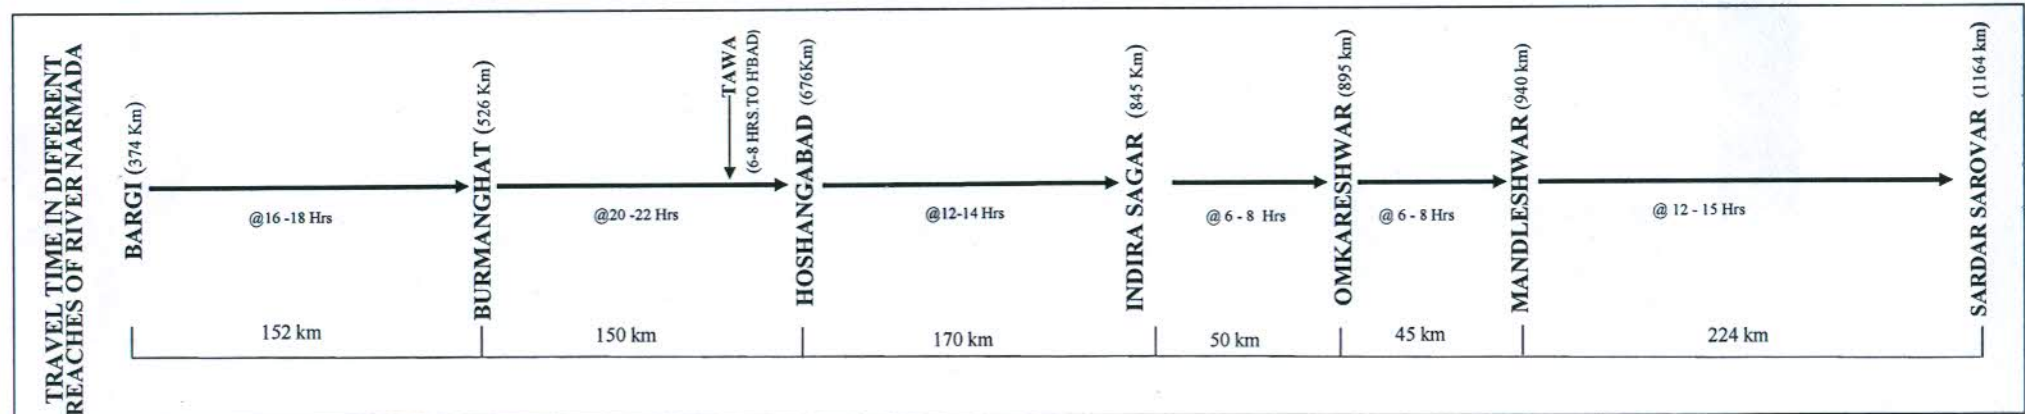 TRAVEL TIME IN DIFFERENT
REACHES OF RIVER NARMADA
BARGI (374 Km)
@16 -18 Hrs
BURMANGHAT (526 Km)
@20 -22 Hrs
TAWA
(6-8 HRS.TO H'BAD)
HOSHANGABAD (676Km)
@12-14 Hrs
INDIRA SAGAR (845 Km)
@ 6 - 8 Hrs
OMKARESHWAR (895 km)
@ 6 - 8 Hrs
MANDLESHWAR (940 km)
@ 12 - 15 Hrs
SARDAR SAROVAR (1164 km)
152 km
150 km
170 km
50 km
45 km
224 km